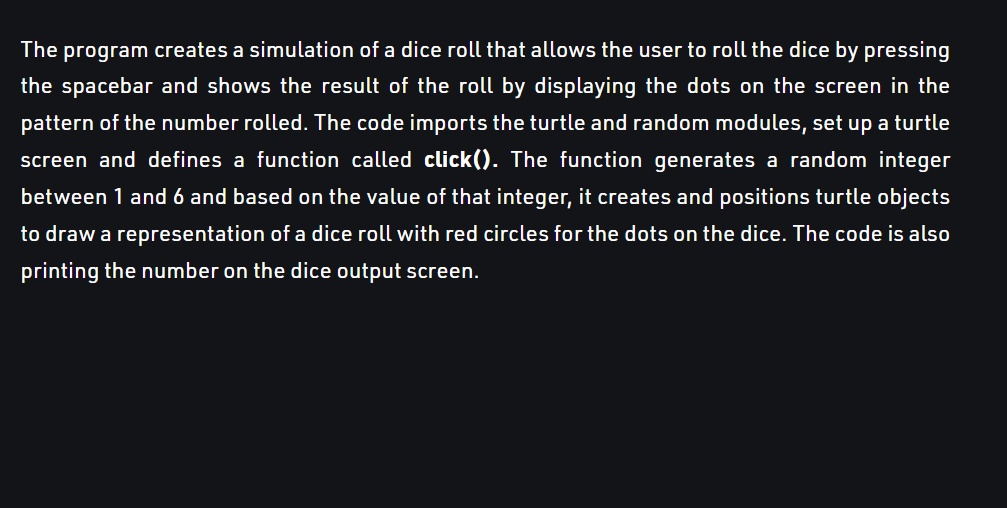 The program creates a simulation of a dice roll that allows the user to roll the dice by pressing
the spacebar and shows the result of the roll by displaying the dots on the screen in the
pattern of the number rolled. The code imports the turtle and random modules, set up a turtle
screen and defines a function called click(). The function generates a random integer
between 1 and 6 and based on the value of that integer, it creates and positions turtle objects
to draw a representation of a dice roll with red circles for the dots on the dice. The code is also
printing the number on the dice output screen.